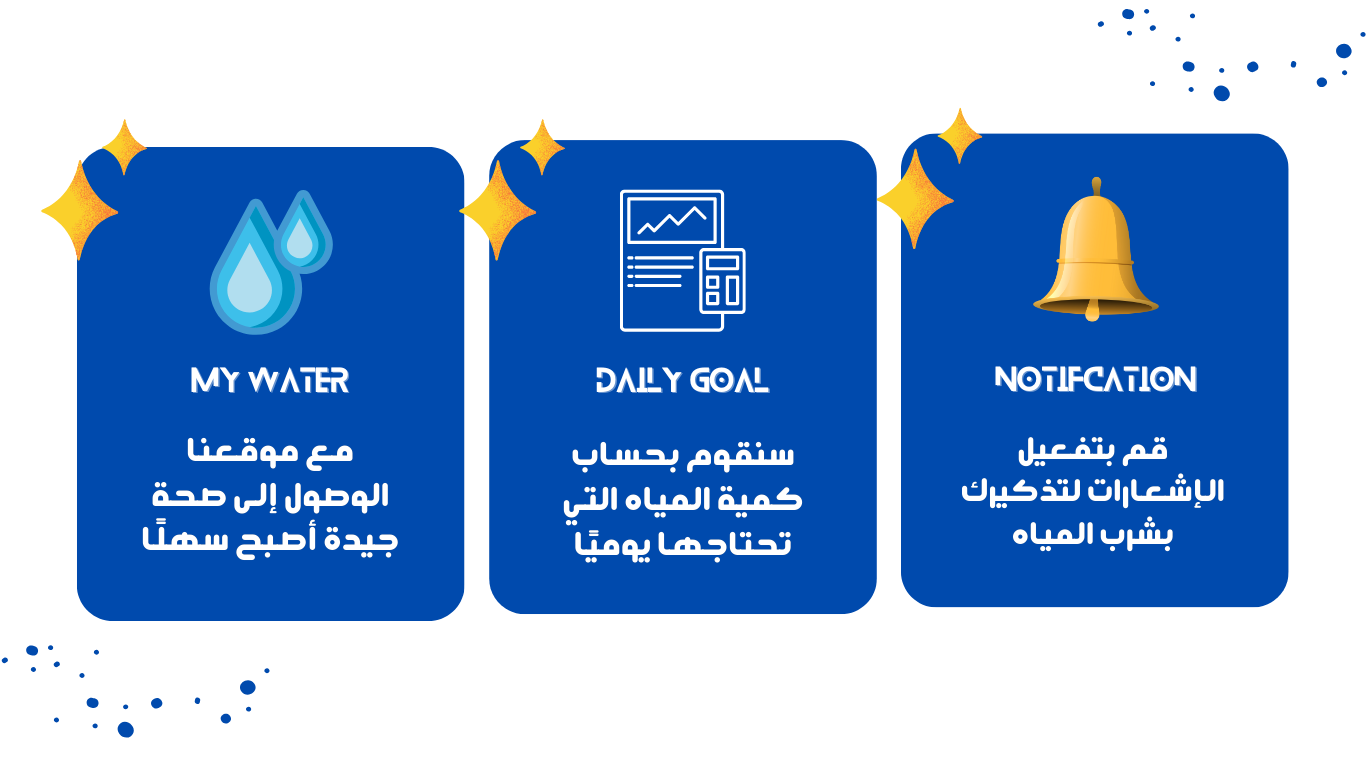 MY WATER
مع موقعنا
الوصول إلى صحة
جيدة أصبح سهلًا
DAILY GOAL
سنقوم بحساب
كمية المياه التي
تحتاجها يوميًا
NOTIFCATION
قم بتفعيل
الإشعارات لتذكيرك
بشرب المياه